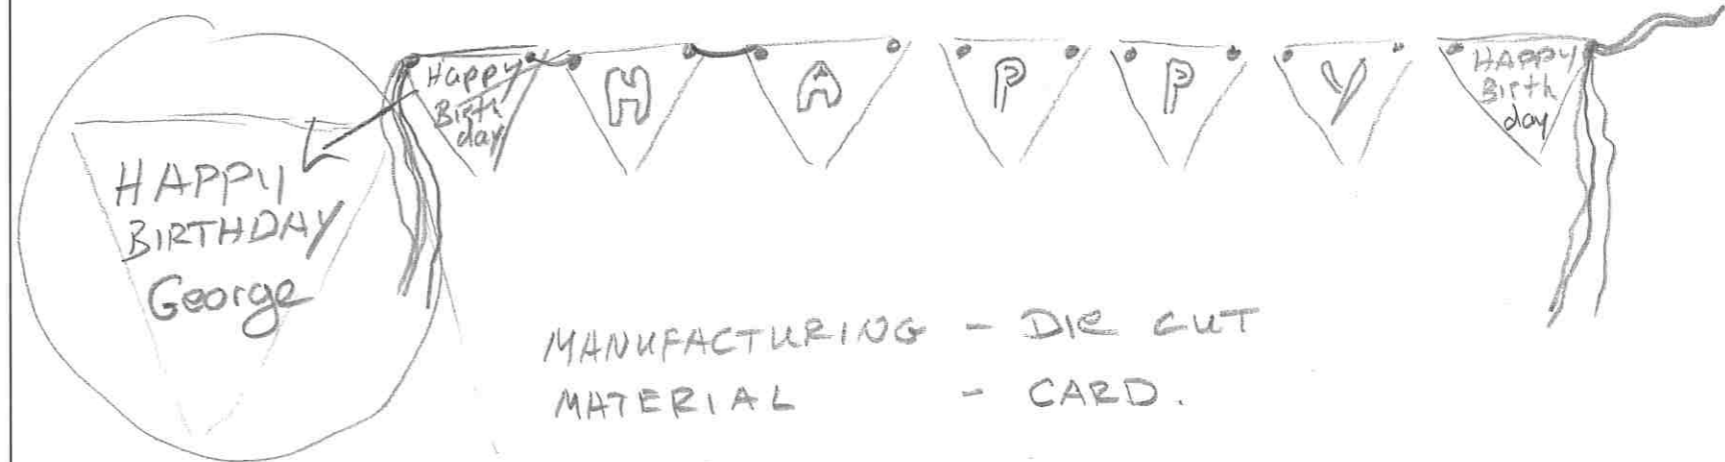 Happy
Birth
day
H A P P Y
HAPPY
Birth
day
HAPPY
BIRTHDAY
George
MANUFACTURING - DIE CUT
MATERIAL - CARD.